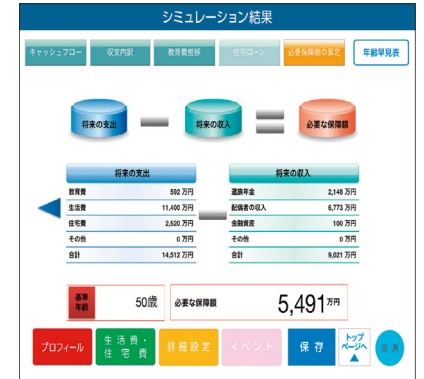 シミュレーション結果
キャッシュフロー 収支内訳 教育費推移 住宅ローン 必要保障額の算定 年齢早見表
将来の支出 将来の収入 必要な保障額
将来の支出
教育費 592 万円
生活費 11,400 万円
住宅費 2,520 万円
その他 0 万円
合計 14,512 万円
将来の収入
遺族年金 2,148 万円
配偶者の収入 6,773 万円
金融資産 100 万円
その他 0 万円
合計 9,021 万円
基準
年齢
50歳
必要な保障額 5,491万円
プロフィール
生活費・
住宅費
詳細設定
イベント
保存
トップ
ページへ